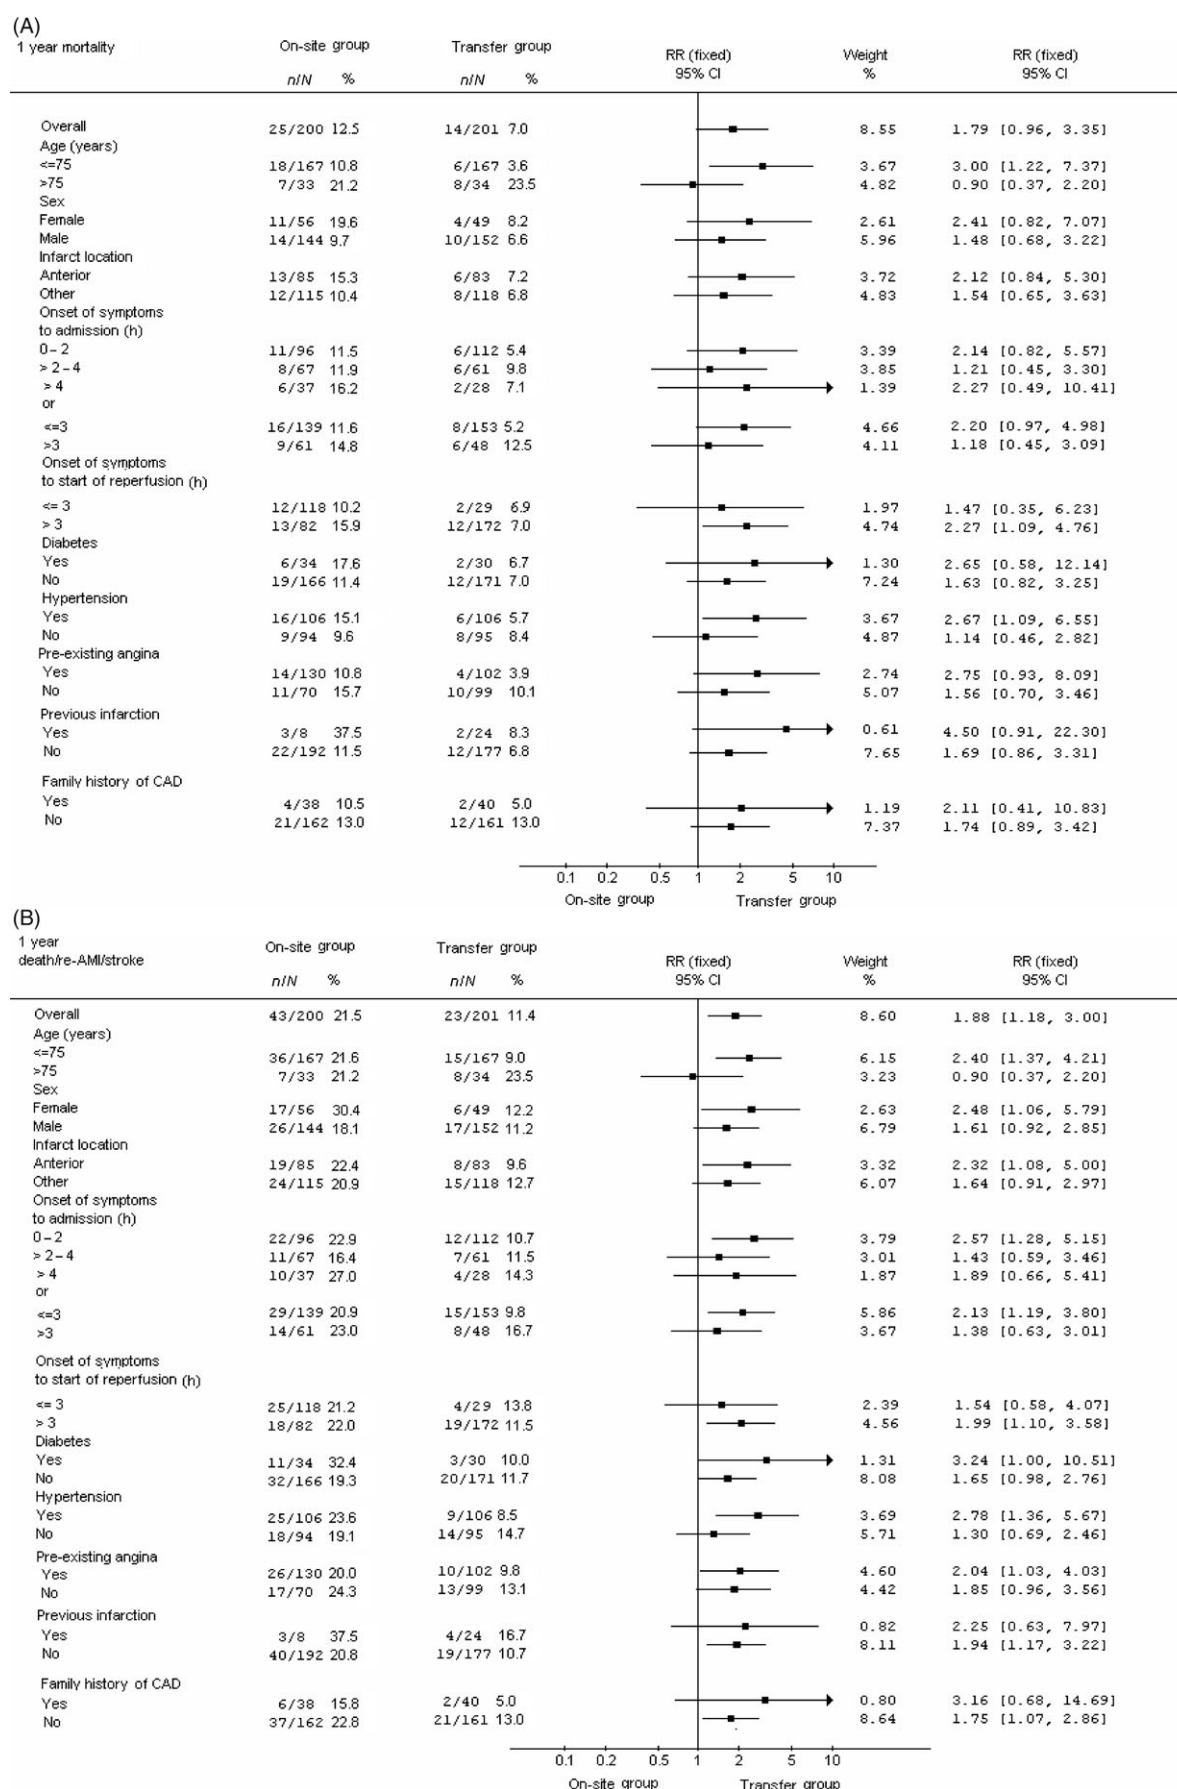 (A)
1 year mortality On-site group Transfer group RR (fixed) Weight RR (fixed)
n/N % n/N % 95% CI % 95% CI
Overall 25/200 12.5 14/201 7.0 8.55 1.79 [0.96, 3.35]
Age (years)
<=75 18/167 10.8 6/167 3.6 3.67 3.00 [1.22, 7.37]
>75 7/33 21.2 8/34 23.5 4.82 0.90 [0.37, 2.20]
Sex
Female 11/56 19.6 4/49 8.2 2.61 2.41 [0.82, 7.07]
Male 14/144 9.7 10/152 6.6 5.96 1.48 [0.68, 3.22]
Infarct location
Anterior 13/85 15.3 6/83 7.2 3.72 2.12 [0.84, 5.30]
Other 12/115 10.4 8/118 6.8 4.83 1.54 [0.65, 3.63]
Onset of symptoms
to admission (h)
0-2 11/96 11.5 6/112 5.4 3.39 2.14 [0.82, 5.57]
> 2-4 8/67 11.9 6/61 9.8 3.85 1.21 [0.45, 3.30]
> 4 6/37 16.2 2/28 7.1 1.39 2.27 [0.49, 10.41]
or
<=3 16/139 11.6 8/153 5.2 4.66 2.20 [0.97, 4.98]
>3 9/61 14.8 6/48 12.5 4.11 1.18 [0.45, 3.09]
Onset of symptoms
to start of reperfusion (h)
<= 3 12/118 10.2 2/29 6.9 1.97 1.47 [0.35, 6.23]
> 3 13/82 15.9 12/172 7.0 4.74 2.27 [1.09, 4.76]
Diabetes
Yes 6/34 17.6 2/30 6.7 1.30 2.65 [0.58, 12.14]
No 19/166 11.4 12/171 7.0 7.24 1.63 [0.82, 3.25]
Hypertension
Yes 16/106 15.1 6/106 5.7 3.67 2.67 [1.09, 6.55]
No 9/94 9.6 8/95 8.4 4.87 1.14 [0.46, 2.82]
Pre-existing angina
Yes 14/130 10.8 4/102 3.9 2.74 2.75 [0.93, 8.09]
No 11/70 15.7 10/99 10.1 5.07 1.56 [0.70, 3.46]
Previous infarction
Yes 3/8 37.5 2/24 8.3 0.61 4.50 [0.91, 22.30]
No 22/192 11.5 12/177 6.8 7.65 1.69 [0.86, 3.31]
Family history of CAD
Yes 4/38 10.5 2/40 5.0 1.19 2.11 [0.41, 10.83]
No 21/162 13.0 12/161 13.0 7.37 1.74 [0.89, 3.42]
0.1 0.2 0.5 1 2 5 10
On-site group Transfer group
(B)
1 year
death/re-AMI/stroke On-site group Transfer group RR (fixed) Weight RR (fixed)
n/N % n/N % 95% CI % 95% CI
Overall 43/200 21.5 23/201 11.4 8.60 1.88 [1.18, 3.00]
Age (years)
<=75 36/167 21.6 15/167 9.0 6.15 2.40 [1.37, 4.21]
>75 7/33 21.2 8/34 23.5 3.23 0.90 [0.37, 2.20]
Sex
Female 17/56 30.4 6/49 12.2 2.63 2.48 [1.06, 5.79]
Male 26/144 18.1 17/152 11.2 6.79 1.61 [0.92, 2.85]
Infarct location
Anterior 19/85 22.4 8/83 9.6 3.32 2.32 [1.08, 5.00]
Other 24/115 20.9 15/118 12.7 6.07 1.64 [0.91, 2.97]
Onset of symptoms
to admission (h)
0-2 22/96 22.9 12/112 10.7 3.79 2.57 [1.28, 5.15]
> 2-4 11/67 16.4 7/61 11.5 3.01 1.43 [0.59, 3.46]
> 4 10/37 27.0 4/28 14.3 1.87 1.89 [0.66, 5.41]
or
<=3 29/139 20.9 15/153 9.8 5.86 2.13 [1.19, 3.80]
>3 14/61 23.0 8/48 16.7 3.67 1.38 [0.63, 3.01]
Onset of symptoms
to start of reperfusion (h)
<= 3 25/118 21.2 4/29 13.8 2.39 1.54 [0.58, 4.07]
> 3 18/82 22.0 19/172 11.5 4.56 1.99 [1.10, 3.58]
Diabetes
Yes 11/34 32.4 3/30 10.0 1.31 3.24 [1.00, 10.51]
No 32/166 19.3 20/171 11.7 8.08 1.65 [0.98, 2.76]
Hypertension
Yes 25/106 23.6 9/106 8.5 3.69 2.78 [1.36, 5.67]
No 18/94 19.1 14/95 14.7 5.71 1.30 [0.69, 2.46]
Pre-existing angina
Yes 26/130 20.0 10/102 9.8 4.60 2.04 [1.03, 4.03]
No 17/70 24.3 13/99 13.1 4.42 1.85 [0.96, 3.56]
Previous infarction
Yes 3/8 37.5 4/24 16.7 0.82 2.25 [0.63, 7.97]
No 40/192 20.8 19/177 10.7 8.11 1.94 [1.17, 3.22]
Family history of CAD
Yes 6/38 15.8 2/40 5.0 0.80 3.16 [0.68, 14.69]
No 37/162 22.8 21/161 13.0 8.64 1.75 [1.07, 2.86]
0.1 0.2 0.5 1 2 5 10
On-site group Transfer group